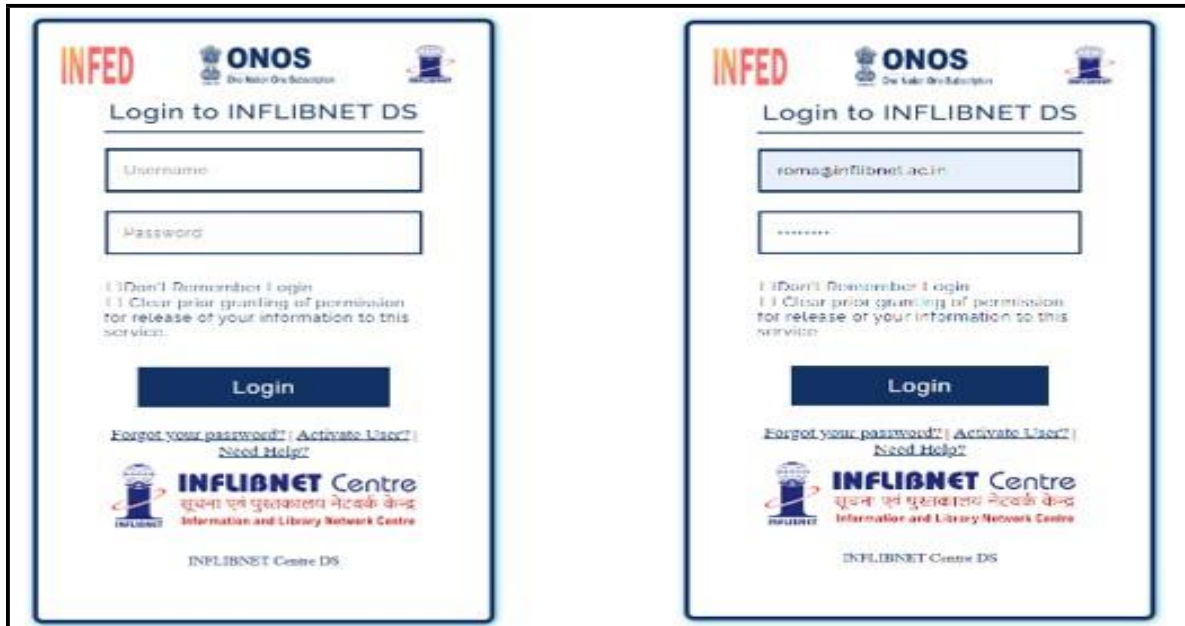 INFED
ONOS
One Nation One Subscription
INFLIBNET
Login to INFLIBNET DS
Username
Password
Don't Remember Login
Clear prior granting of permission
for release of your information to this
service.
Login
Forgot your password? | Activate User? |
Need Help?
INFLIBNET
INFLIBNET Centre
सूचना एवं पुस्तकालय नेटवर्क केन्द्र
Information and Library Network Centre
INFLIBNET Centre DS
INFED
ONOS
One Nation One Subscription
INFLIBNET
Login to INFLIBNET DS
roma@inflibnet.ac.in
••••••••
Don't Remember Login
Clear prior granting of permission
for release of your information to this
service
Login
Forgot your password? | Activate User? |
Need Help?
INFLIBNET
INFLIBNET Centre
सूचना एवं पुस्तकालय नेटवर्क केन्द्र
Information and Library Network Centre
INFLIBNET Centre DS